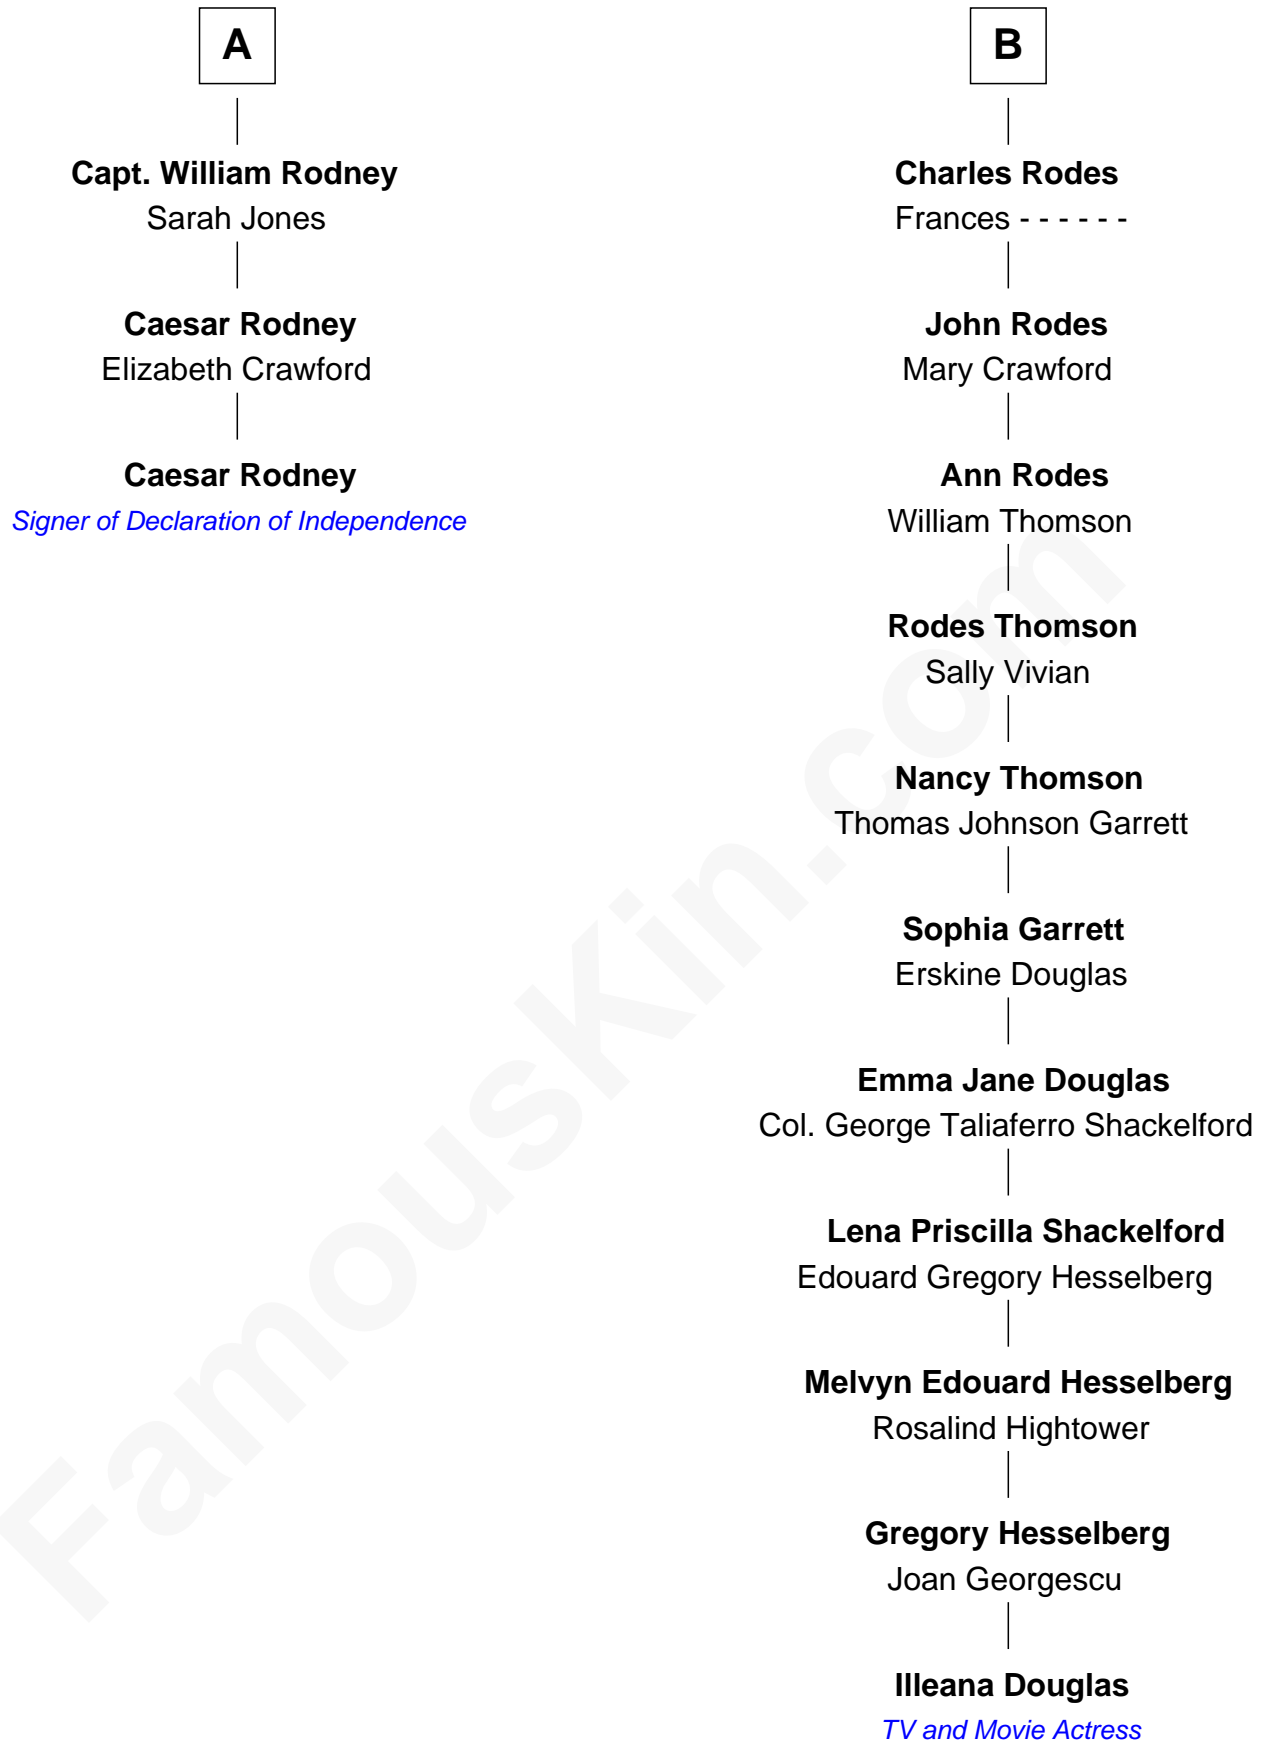 A
Capt. William Rodney
Sarah Jones
Caesar Rodney
Elizabeth Crawford
Caesar Rodney
Signer of Declaration of Independence
B
Charles Rodes
Frances - - - - - -
John Rodes
Mary Crawford
Ann Rodes
William Thomson
Rodes Thomson
Sally Vivian
Nancy Thomson
Thomas Johnson Garrett
Sophia Garrett
Erskine Douglas
Emma Jane Douglas
Col. George Taliaferro Shackelford
Lena Priscilla Shackelford
Edouard Gregory Hesselberg
Melvyn Edouard Hesselberg
Rosalind Hightower
Gregory Hesselberg
Joan Georgescu
Illeana Douglas
TV and Movie Actress
FamousKin.com